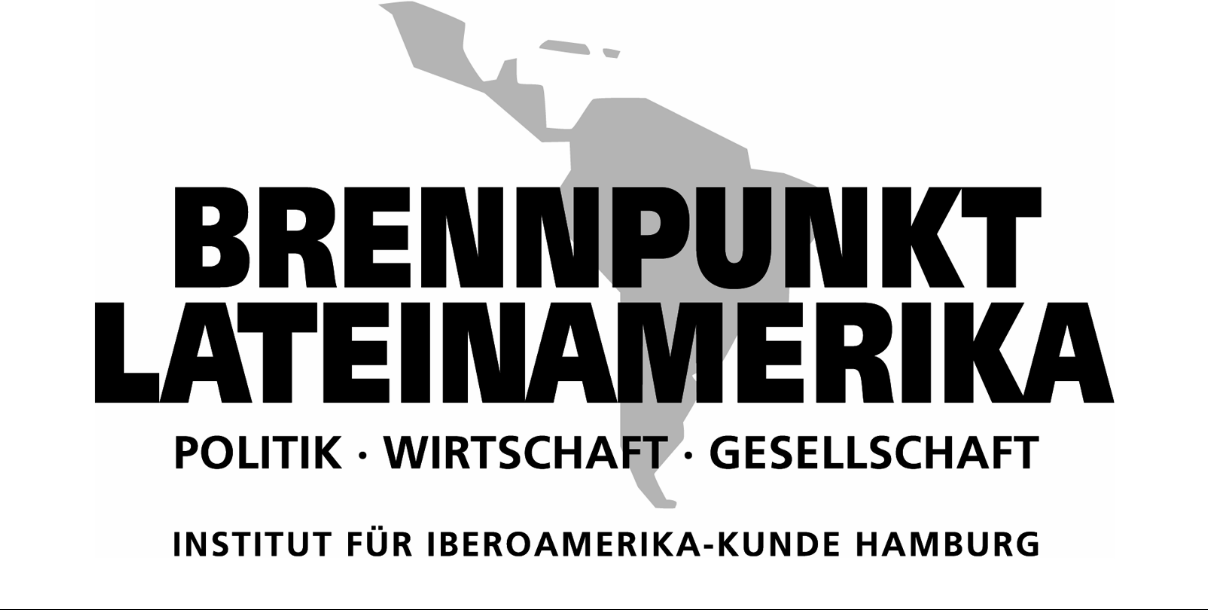 BRENNPUNKT
LATEINAMERIKA
POLITIK · WIRTSCHAFT · GESELLSCHAFT
INSTITUT FÜR IBEROAMERIKA-KUNDE HAMBURG